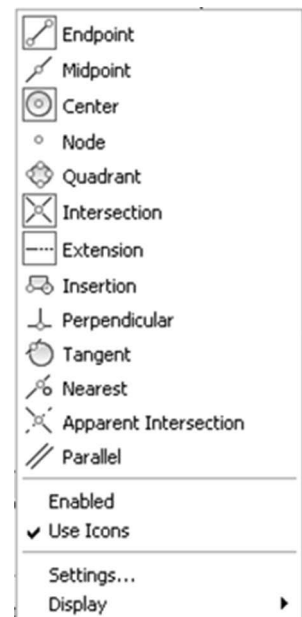 Endpoint
Midpoint
Center
Node
Quadrant
Intersection
Extension
Insertion
Perpendicular
Tangent
Nearest
Apparent Intersection
Parallel
Enabled
Use Icons
Settings...
Display